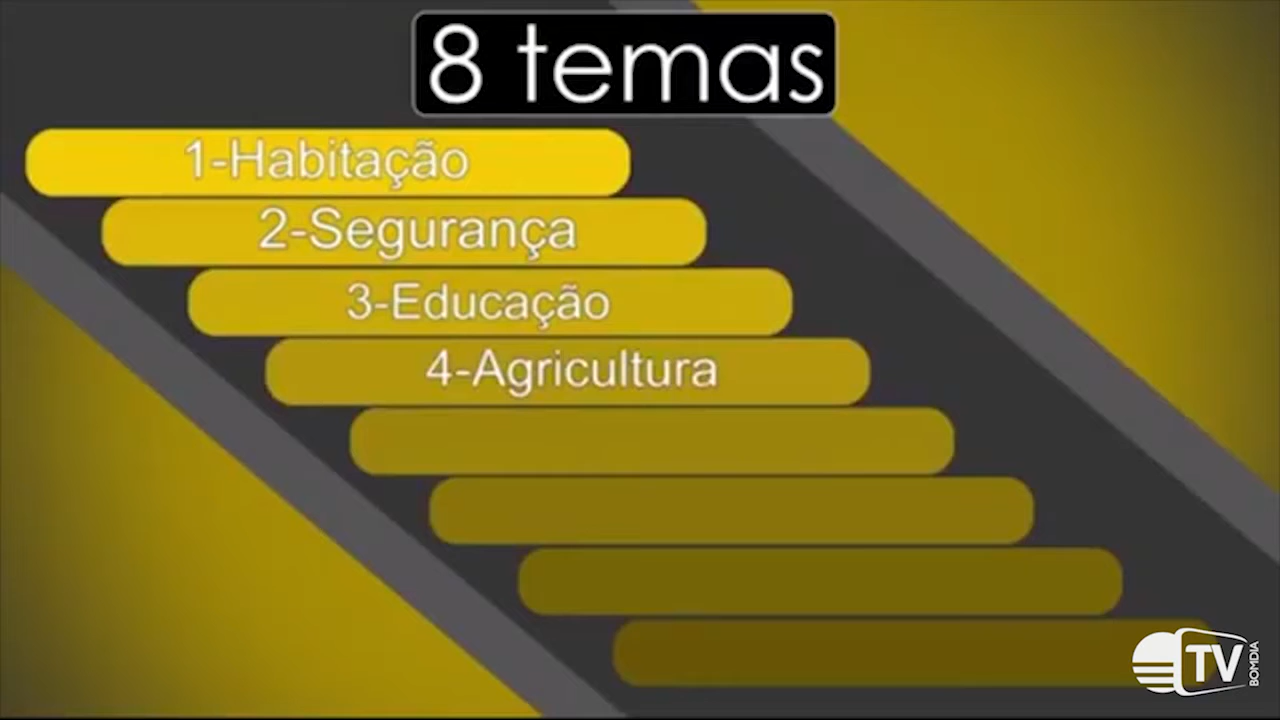 8 temas
1-Habitação
2-Segurança
3-Educação
4-Agricultura
TV
BOMDIA